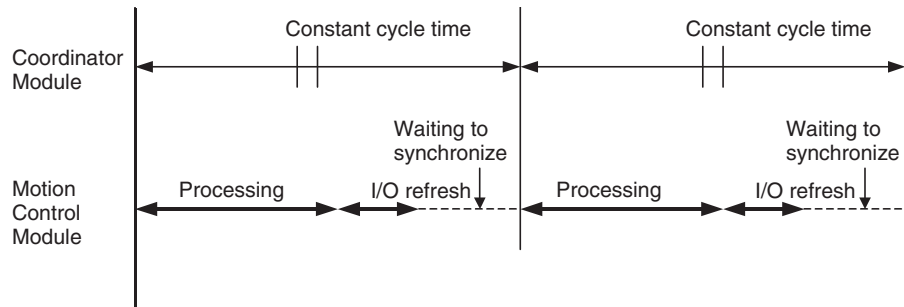 Constant cycle time
Constant cycle time
Coordinator
Module
Waiting to
synchronize
Waiting to
synchronize
Motion
Control
Module
Processing
I/O refresh
Processing
I/O refresh